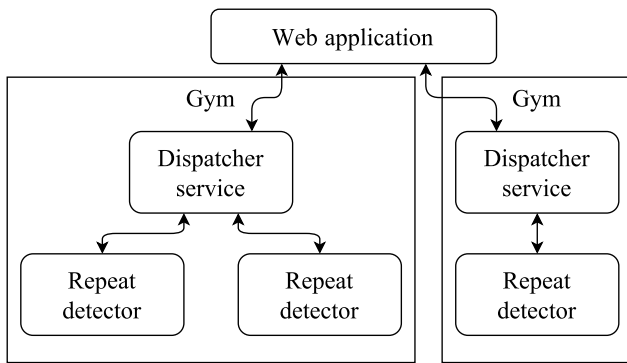 Web application
Gym
Dispatcher
service
Repeat
detector
Repeat
detector
Gym
Dispatcher
service
Repeat
detector